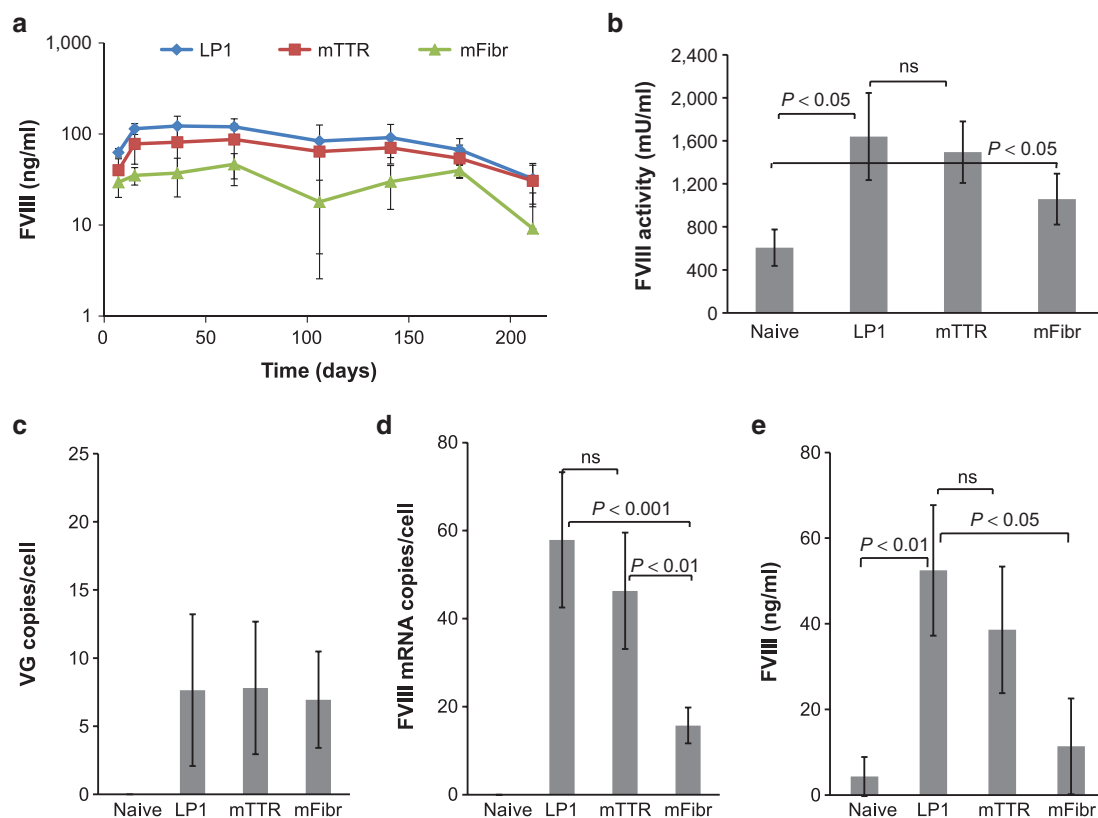 a
1,000
LP1 mTTR mFibr
100
10
1
FVIII (ng/ml)
0 50 100 150 200
Time (days)
b
2,400
2,000
1,600
1,200
800
400
0
FVIII activity (mU/ml)
ns
P < 0.05
P < 0.05
Naive LP1 mTTR mFibr
c
25
20
15
10
5
0
VG copies/cell
Naive LP1 mTTR mFibr
d
80
60
40
20
0
FVIII mRNA copies/cell
ns
P < 0.001
P < 0.01
Naive LP1 mTTR mFibr
e
80
60
40
20
0
FVIII (ng/ml)
ns
P < 0.05
P < 0.01
Naive LP1 mTTR mFibr